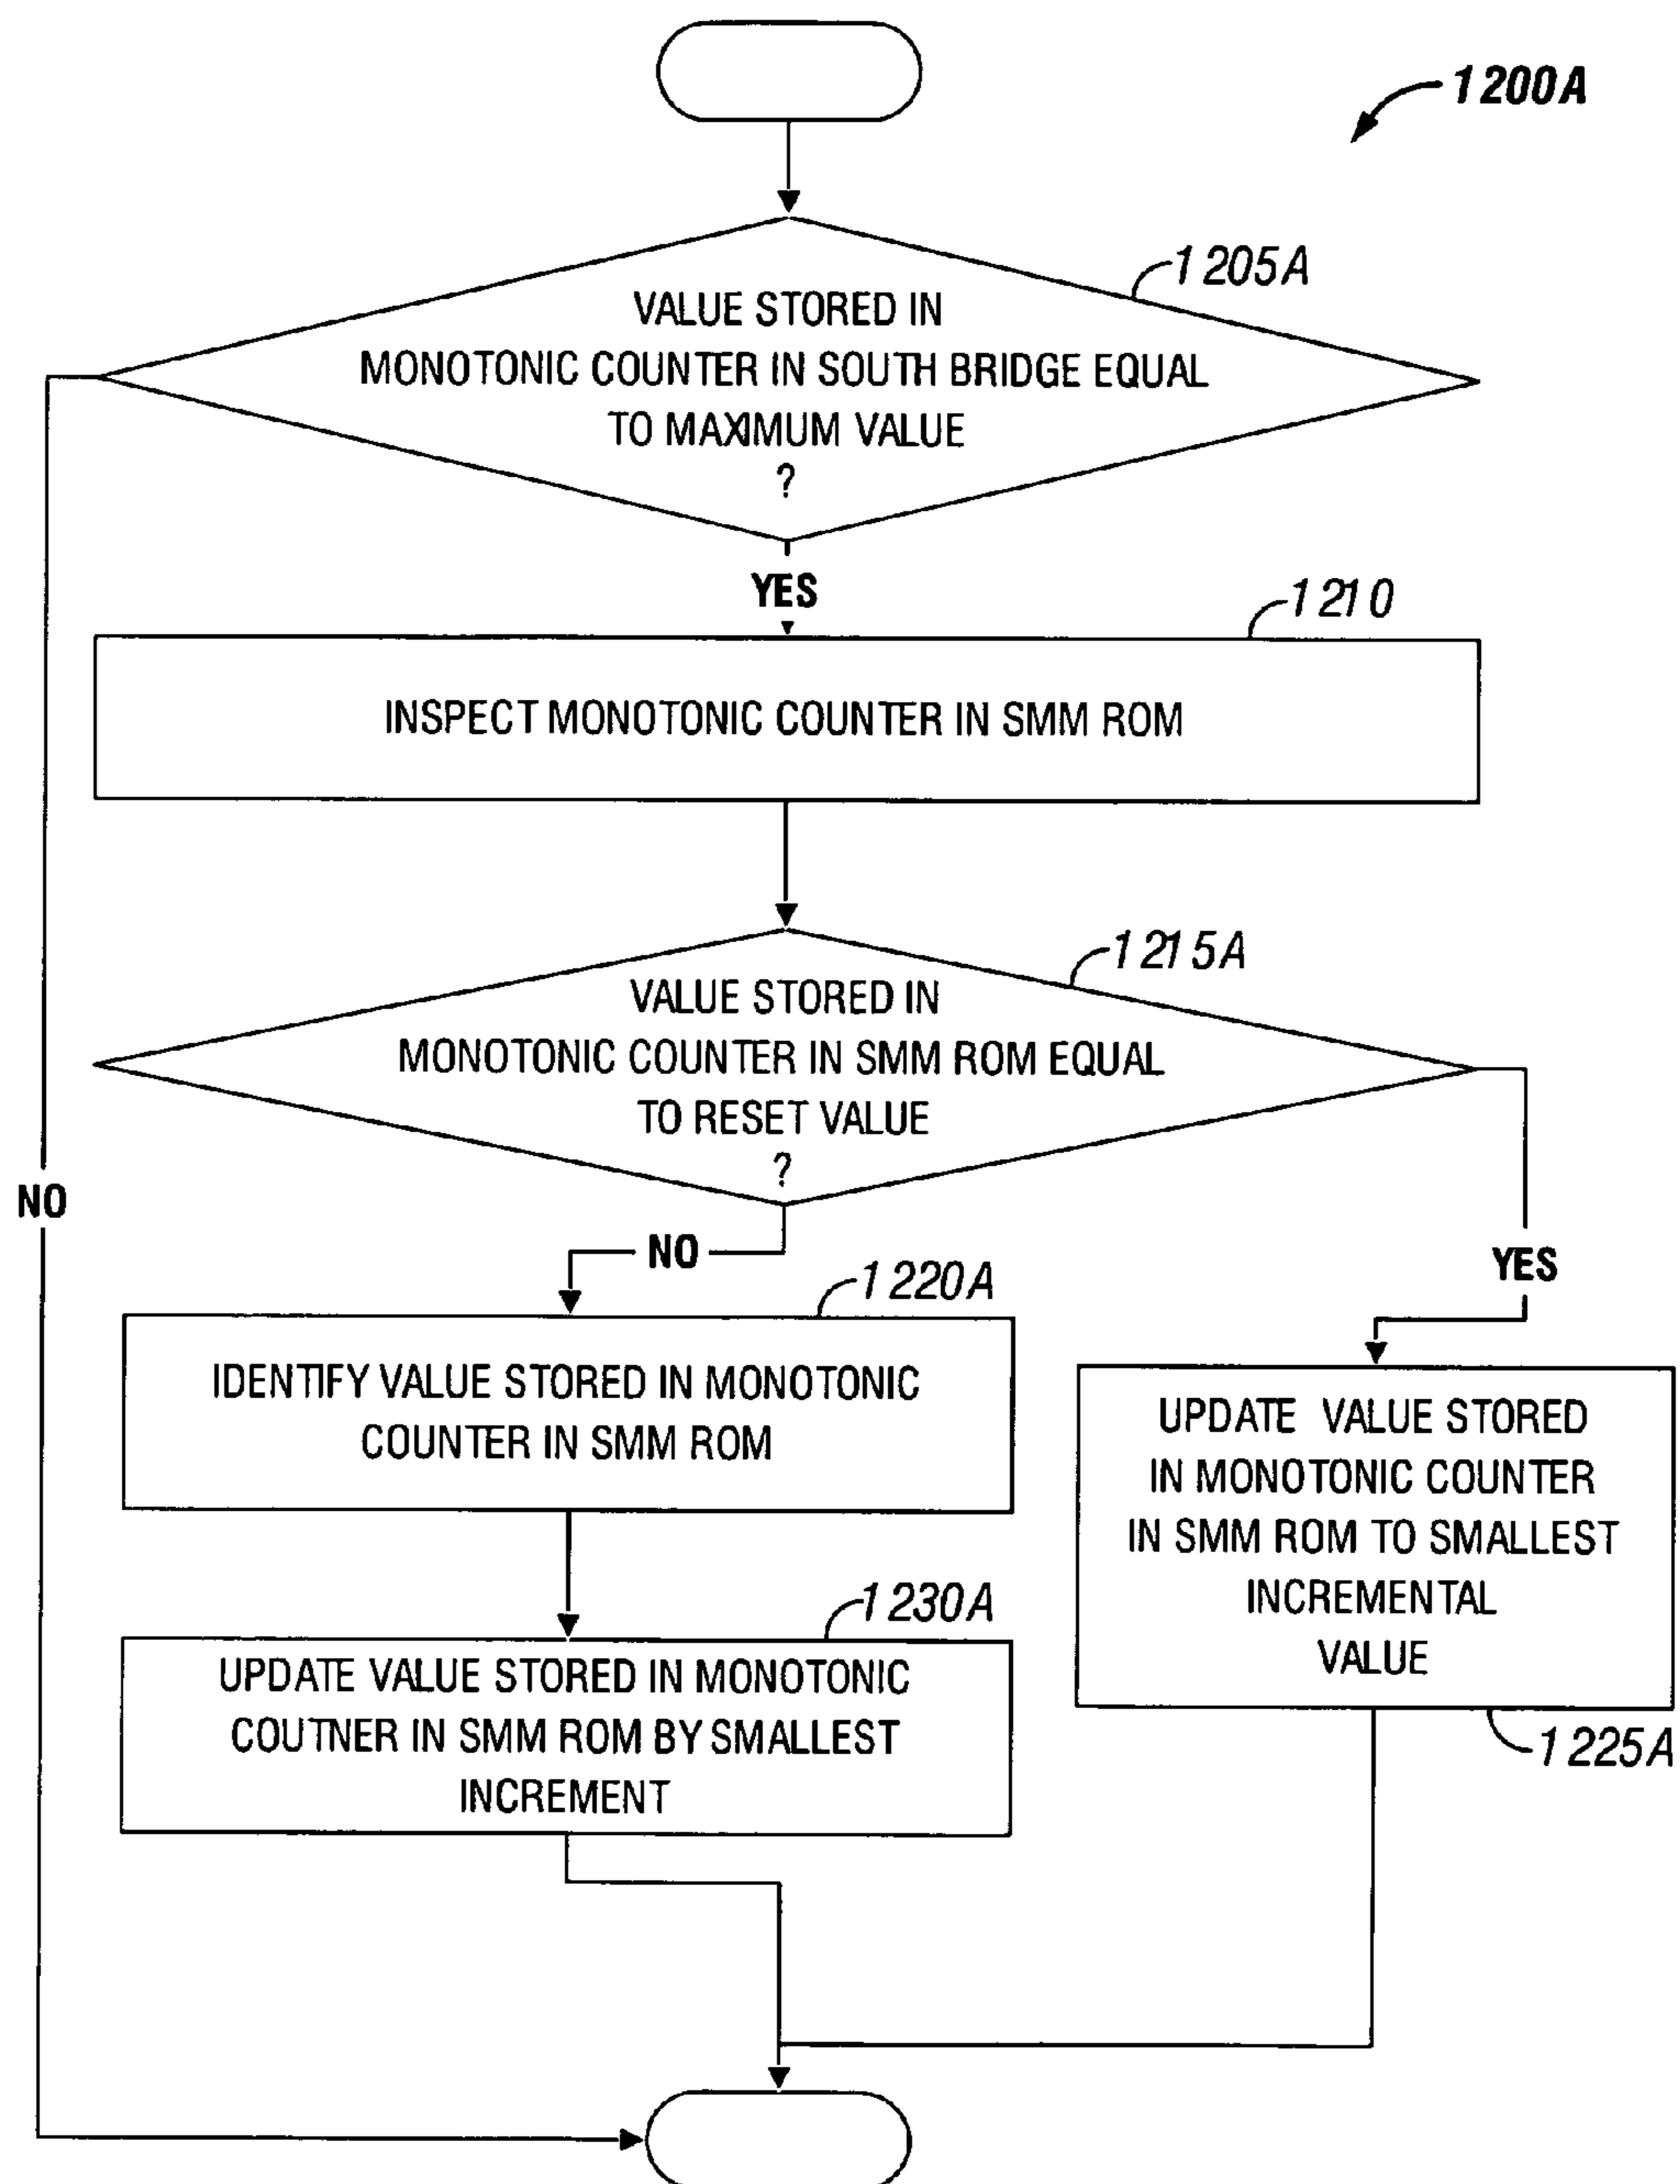 1200A
1205A
VALUE STORED IN
MONOTONIC COUNTER IN SOUTH BRIDGE EQUAL
TO MAXIMUM VALUE
?
YES
1210
INSPECT MONOTONIC COUNTER IN SMM ROM
1215A
VALUE STORED IN
MONOTONIC COUNTER IN SMM ROM EQUAL
TO RESET VALUE
?
NO
NO
YES
1220A
IDENTIFY VALUE STORED IN MONOTONIC
COUNTER IN SMM ROM
UPDATE VALUE STORED
IN MONOTONIC COUNTER
IN SMM ROM TO SMALLEST
INCREMENTAL
VALUE
1225A
1230A
UPDATE VALUE STORED IN MONOTONIC
COUTNER IN SMM ROM BY SMALLEST
INCREMENT